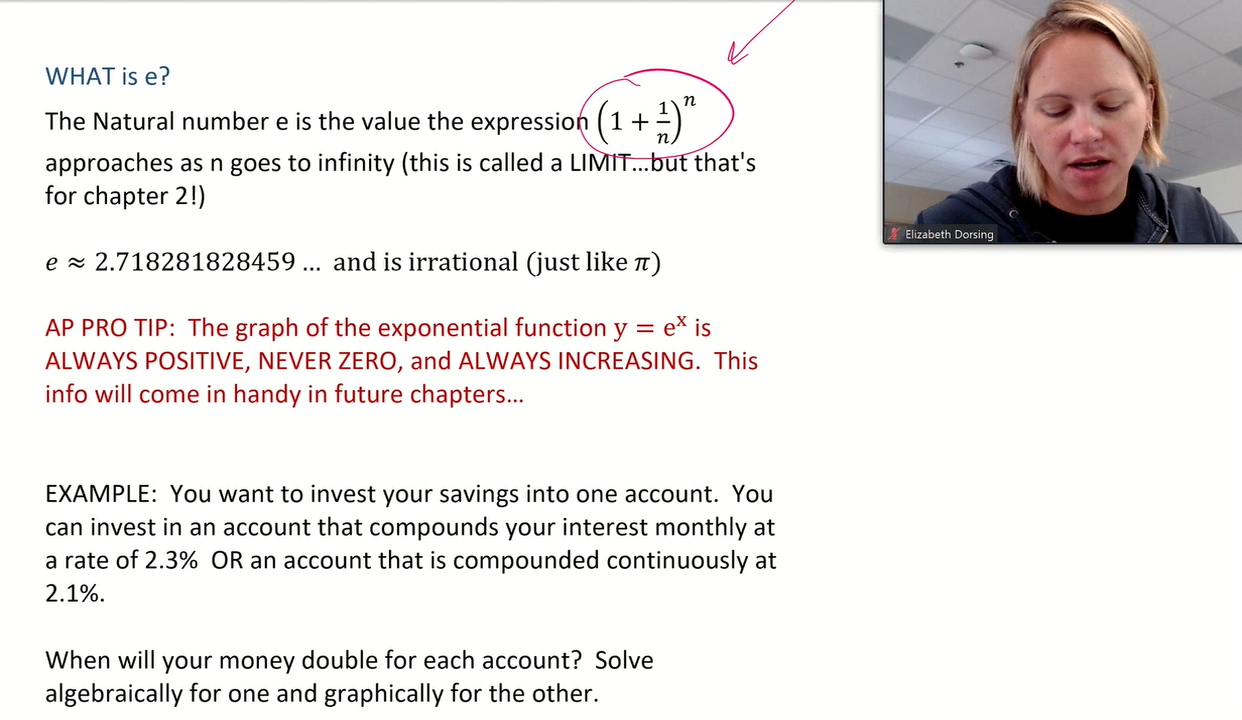 WHAT is e?
The Natural number e is the value the expression (1 + 1/n)^n
approaches as n goes to infinity (this is called a LIMIT...but that's
for chapter 2!)
e ≈ 2.718281828459 … and is irrational (just like π)
AP PRO TIP: The graph of the exponential function y = e^x is
ALWAYS POSITIVE, NEVER ZERO, and ALWAYS INCREASING. This
info will come in handy in future chapters...
EXAMPLE: You want to invest your savings into one account. You
can invest in an account that compounds your interest monthly at
a rate of 2.3% OR an account that is compounded continuously at
2.1%.
When will your money double for each account? Solve
algebraically for one and graphically for the other.
Elizabeth Dorsing